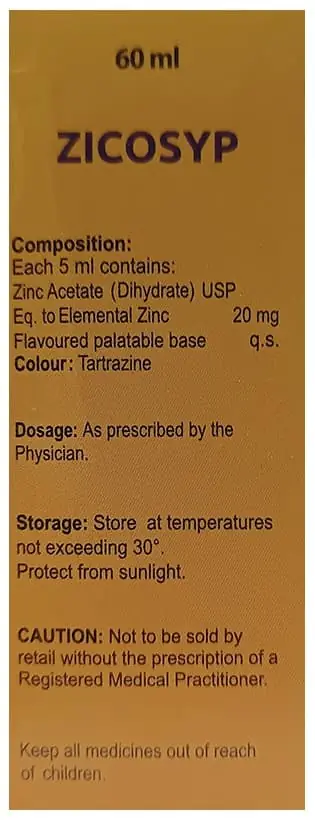 60 ml
ZICOSYP
Composition:
Each 5 ml contains:
Zinc Acetate (Dihydrate) USP
Eq. to Elemental Zinc 20 mg
Flavoured palatable base q.s.
Colour: Tartrazine
Dosage: As prescribed by the
Physician.
Storage: Store at temperatures
not exceeding 30°.
Protect from sunlight.
CAUTION: Not to be sold by
retail without the prescription of a
Registered Medical Practitioner.
Keep all medicines out of reach
of children.